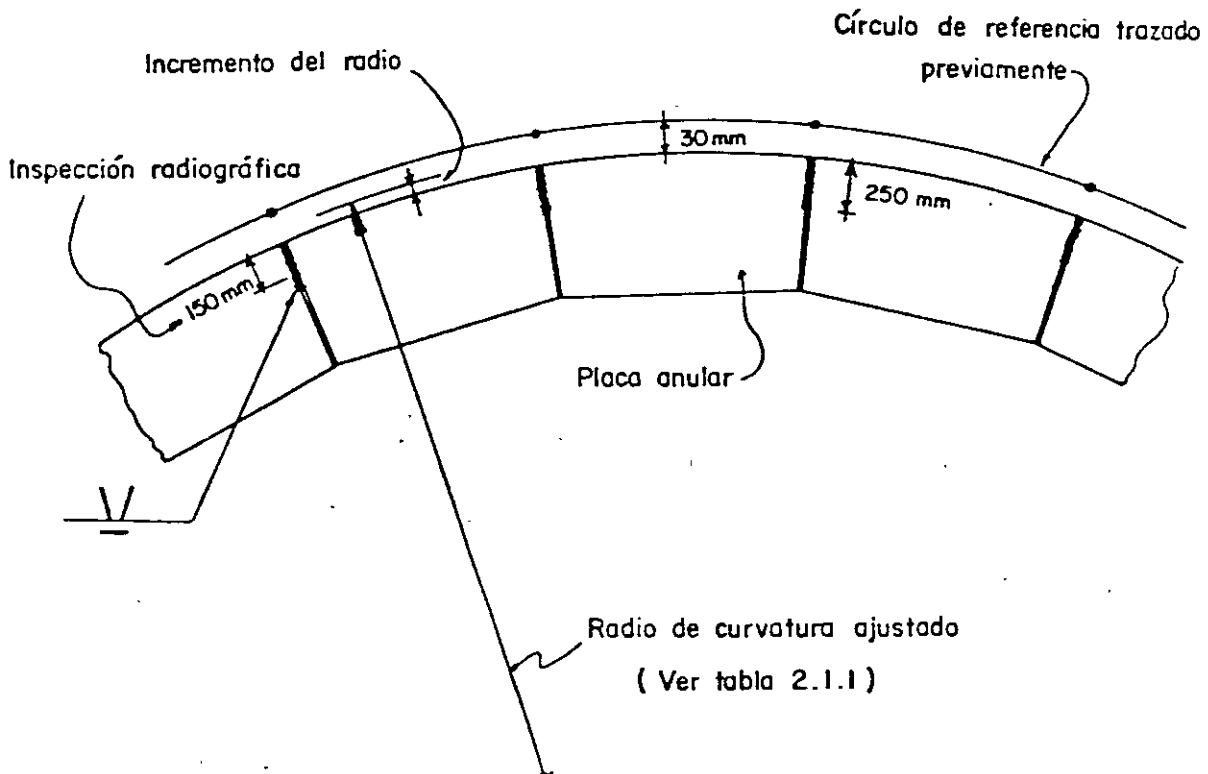 Círculo de referencia trazado
previamente
Incremento del radio
30 mm
Inspección radiográfica
250 mm
150 mm
Placa anular
Radio de curvatura ajustado
( Ver tabla 2.1.1 )